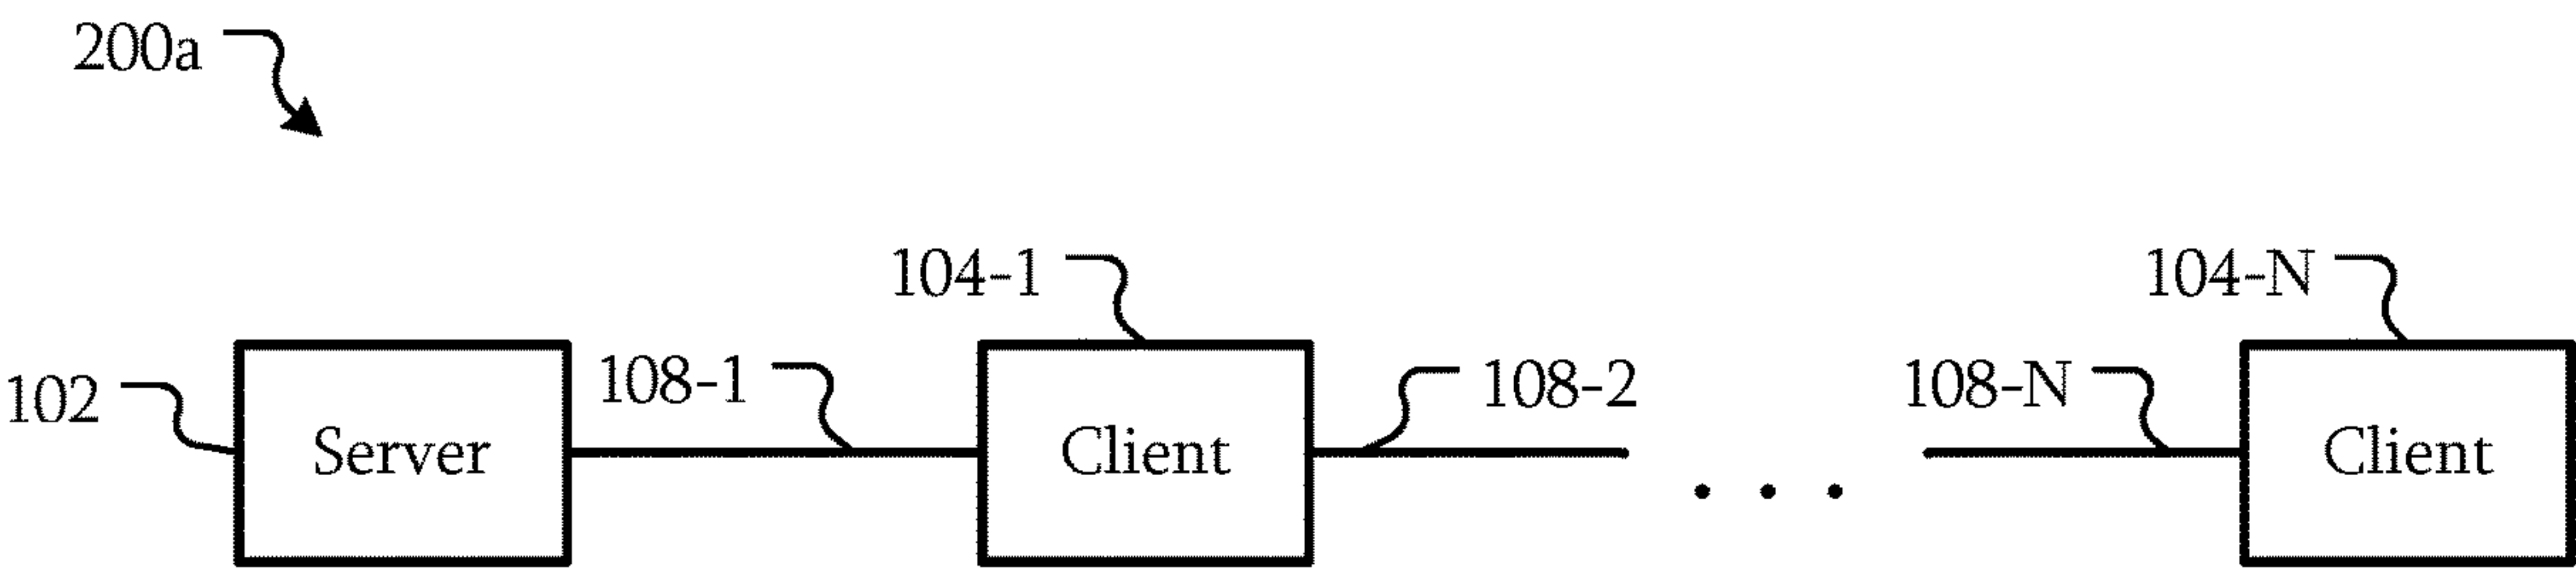 200a
104-1
104-N
102
108-1
108-2
108-N
Server
Client
. . .
Client